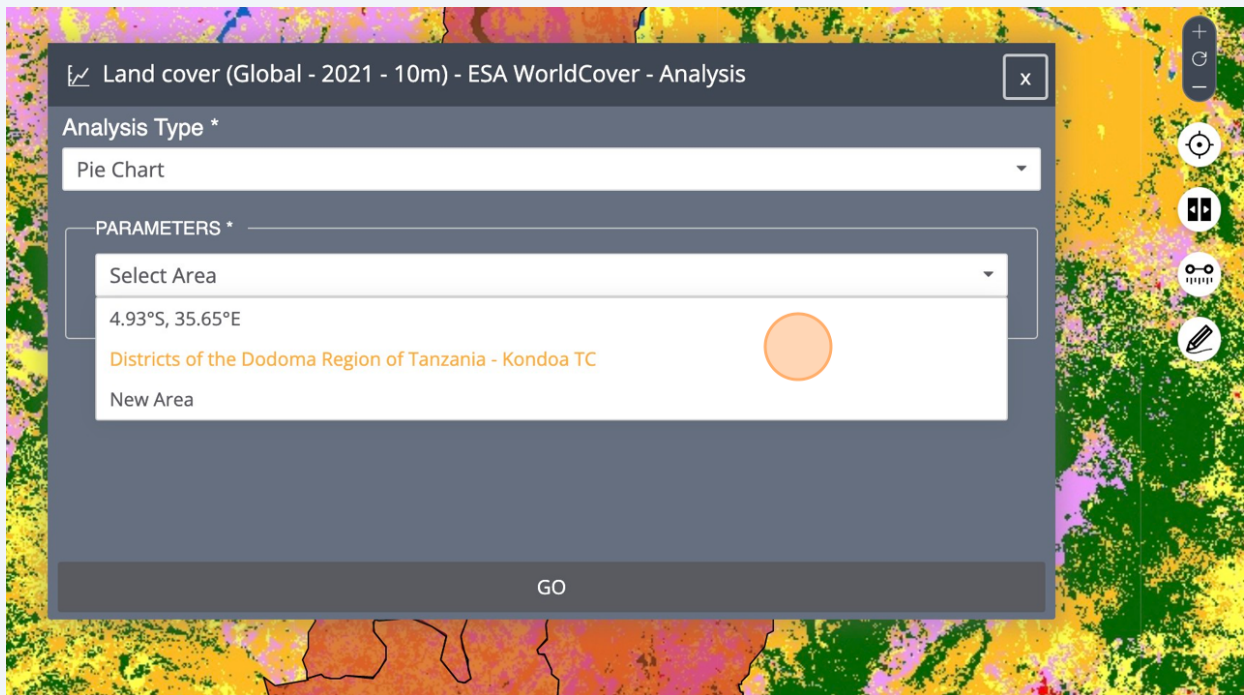 Land cover (Global - 2021 - 10m) - ESA WorldCover - Analysis
x
Analysis Type *
Pie Chart
PARAMETERS *
Select Area
4.93°S, 35.65°E
Districts of the Dodoma Region of Tanzania - Kondoa TC
New Area
GO